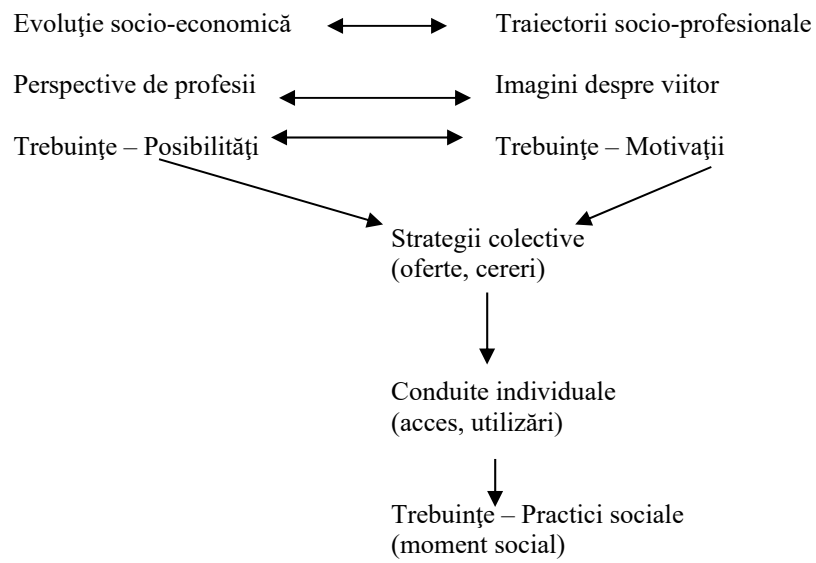 Evoluţie socio-economică Traiectorii socio-profesionale
Perspective de profesii Imagini despre viitor
Trebuinţe – Posibilităţi Trebuinţe – Motivaţii
Strategii colective
(oferte, cereri)
Conduite individuale
(acces, utilizări)
Trebuinţe – Practici sociale
(moment social)